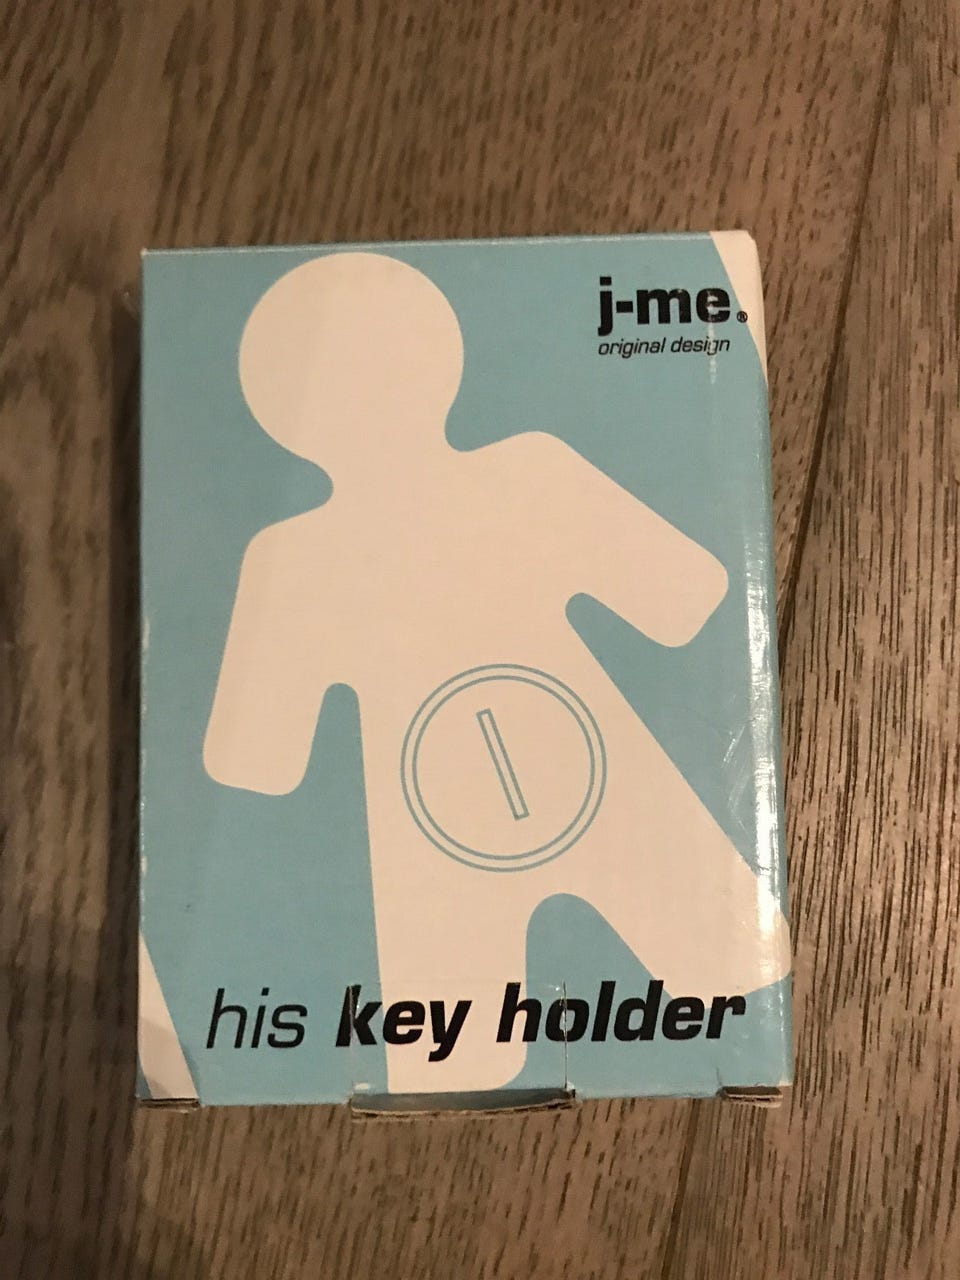 j-me®
original design
his key holder